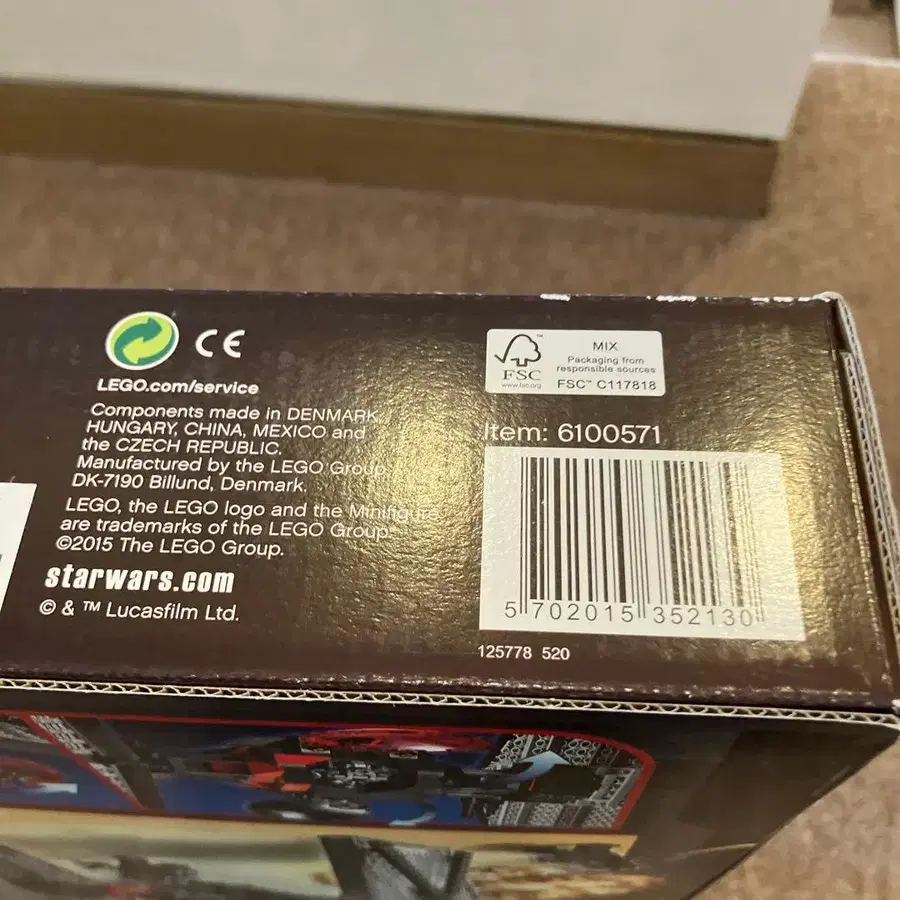 CE
LEGO.com/service
Components made in DENMARK,
HUNGARY, CHINA, MEXICO and
the CZECH REPUBLIC.
Manufactured by the LEGO Group,
DK-7190 Billund, Denmark.
LEGO, the LEGO logo and the Minifigure
are trademarks of the LEGO Group.
©2015 The LEGO Group.
starwars.com
© & ™ Lucasfilm Ltd.
FSC
www.fsc.org
MIX
Packaging from
responsible sources
FSC™ C117818
Item: 6100571
5 702015 352130
125778 520